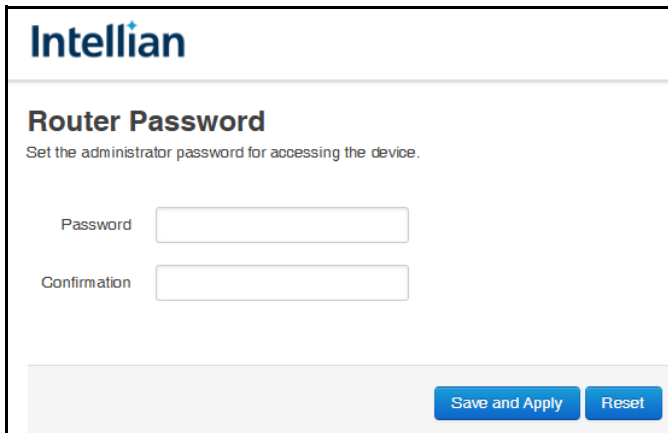 Intellian
Router Password
Set the administrator password for accessing the device.
Password
Confirmation
Save and Apply Reset